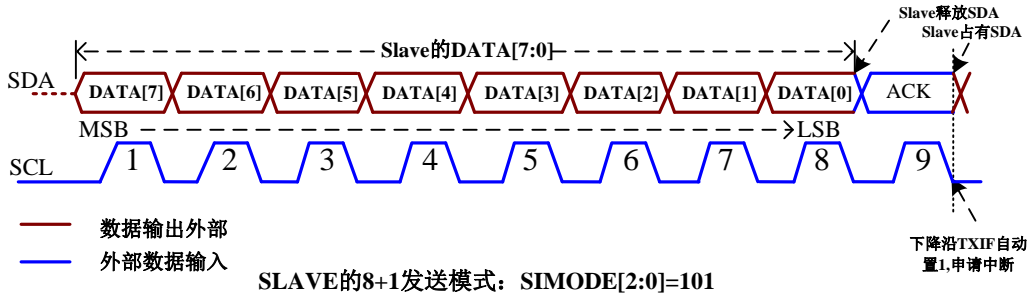 Slave释放SDA
Slave占有SDA
Slave的DATA[7:0]
SDA
DATA[7] DATA[6] DATA[5] DATA[4] DATA[3] DATA[2] DATA[1] DATA[0] ACK
MSB LSB
SCL
1 2 3 4 5 6 7 8 9
数据输出外部
外部数据输入
下降沿TXIF自动
置1,申请中断
SLAVE的8+1发送模式：SIMODE[2:0]=101